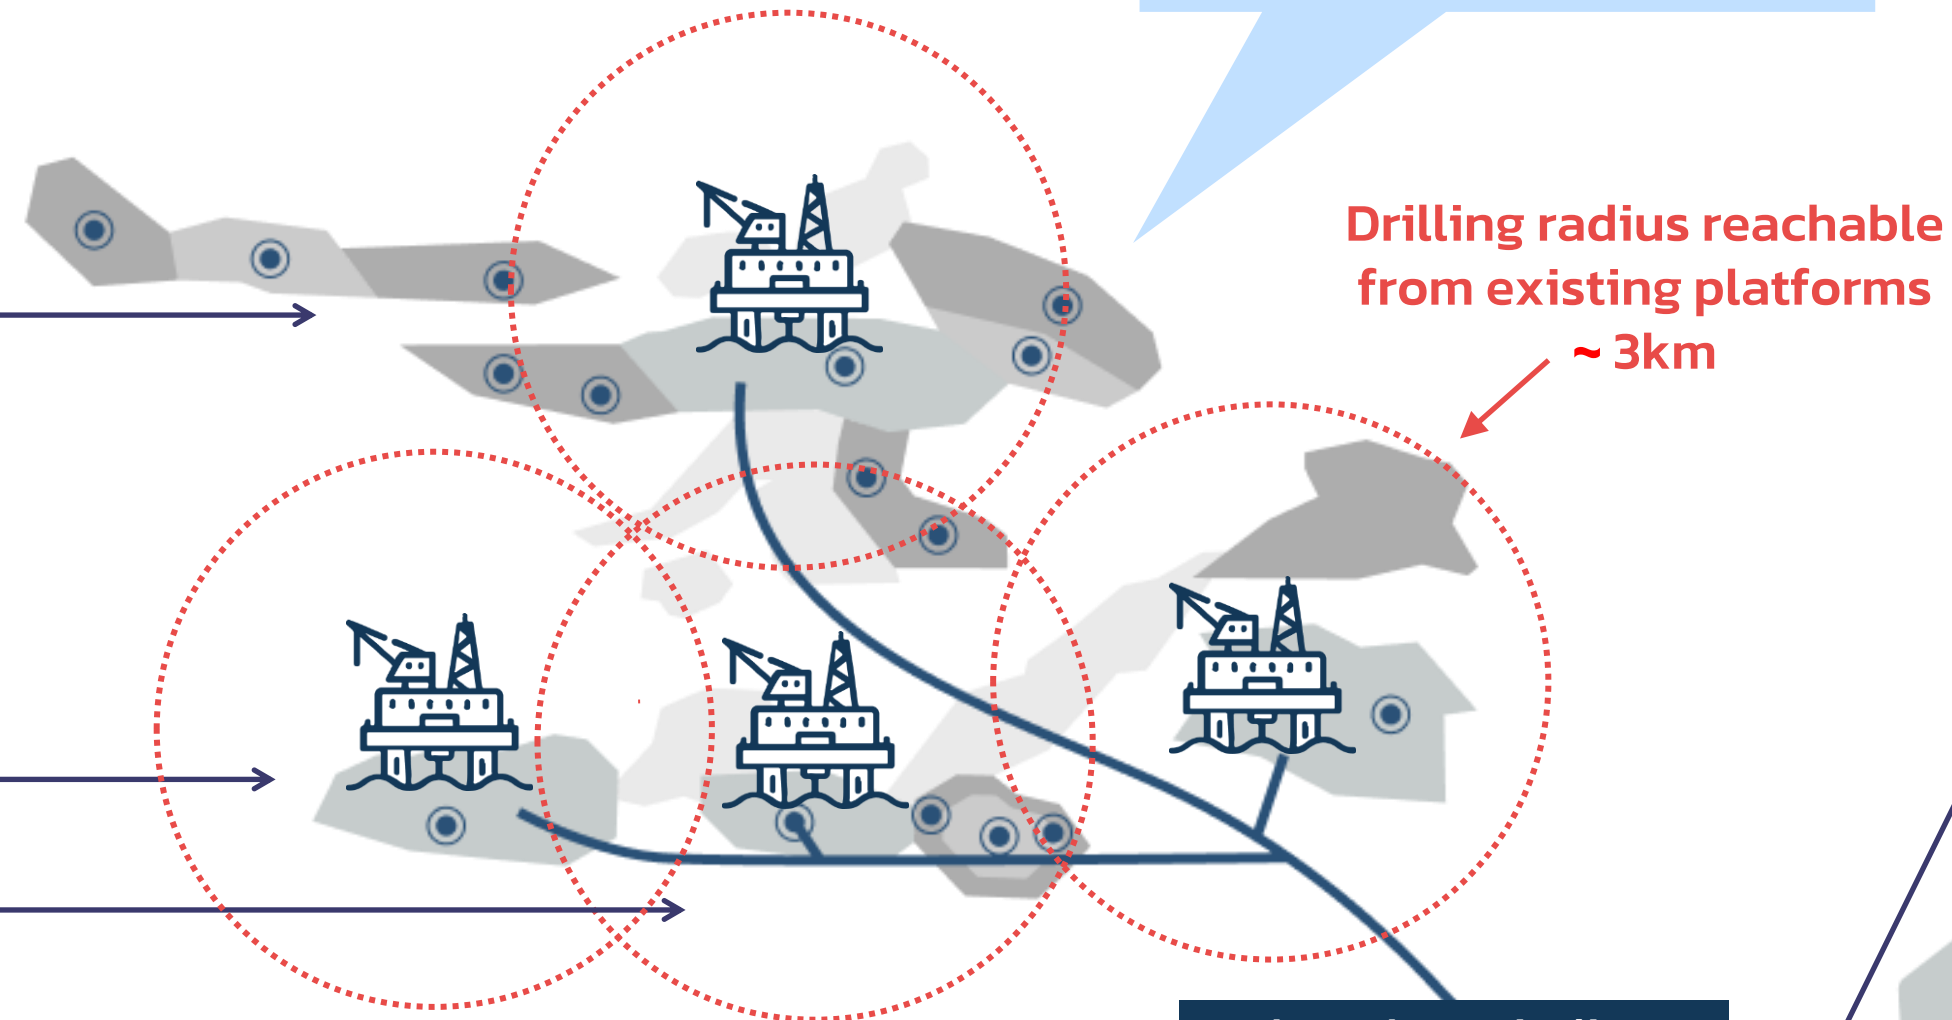 Drilling radius reachable
from existing platforms
~ 3km